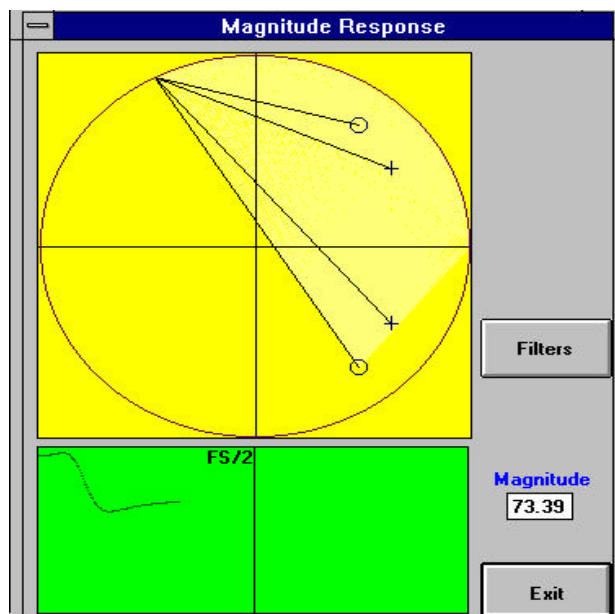 Magnitude Response
Filters
FS/2
Magnitude
73.39
Exit